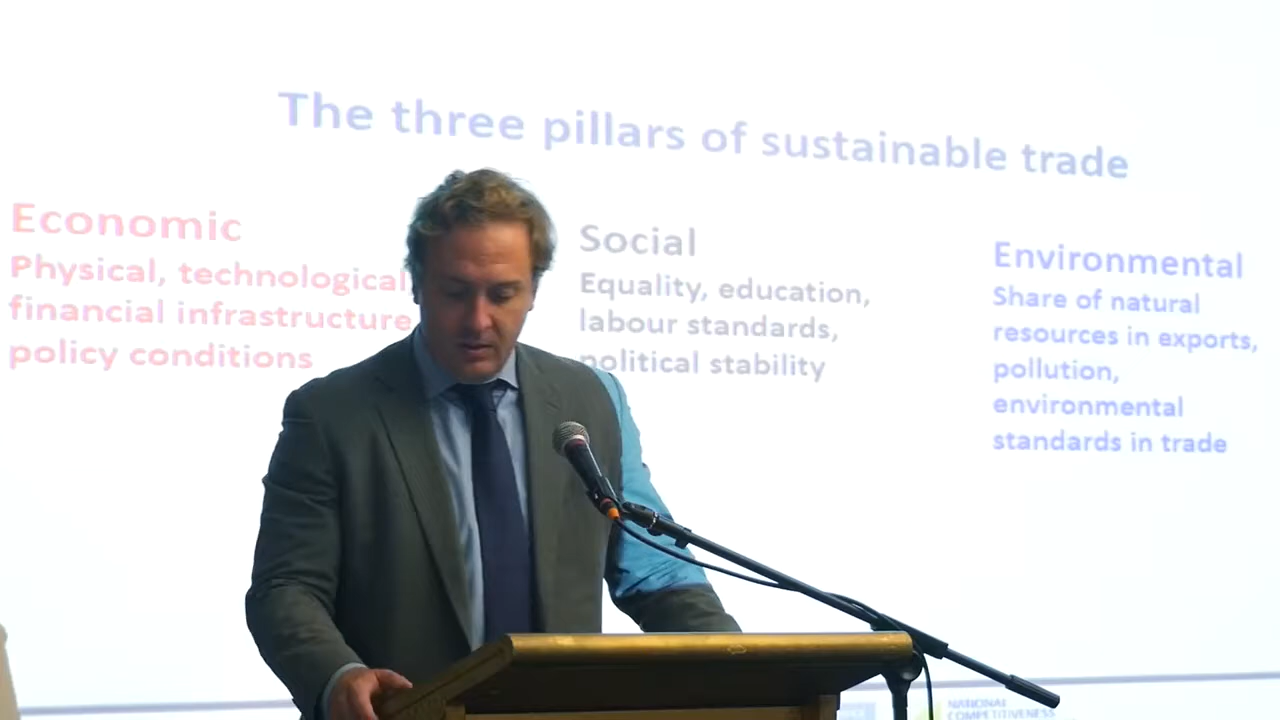 The three pillars of sustainable trade
Economic
Physical, technological
financial infrastructure
policy conditions
Social
Equality, education,
labour standards,
political stability
Environmental
Share of natural
resources in exports,
pollution,
environmental
standards in trade
NATIONAL
COMPETITIVENESS